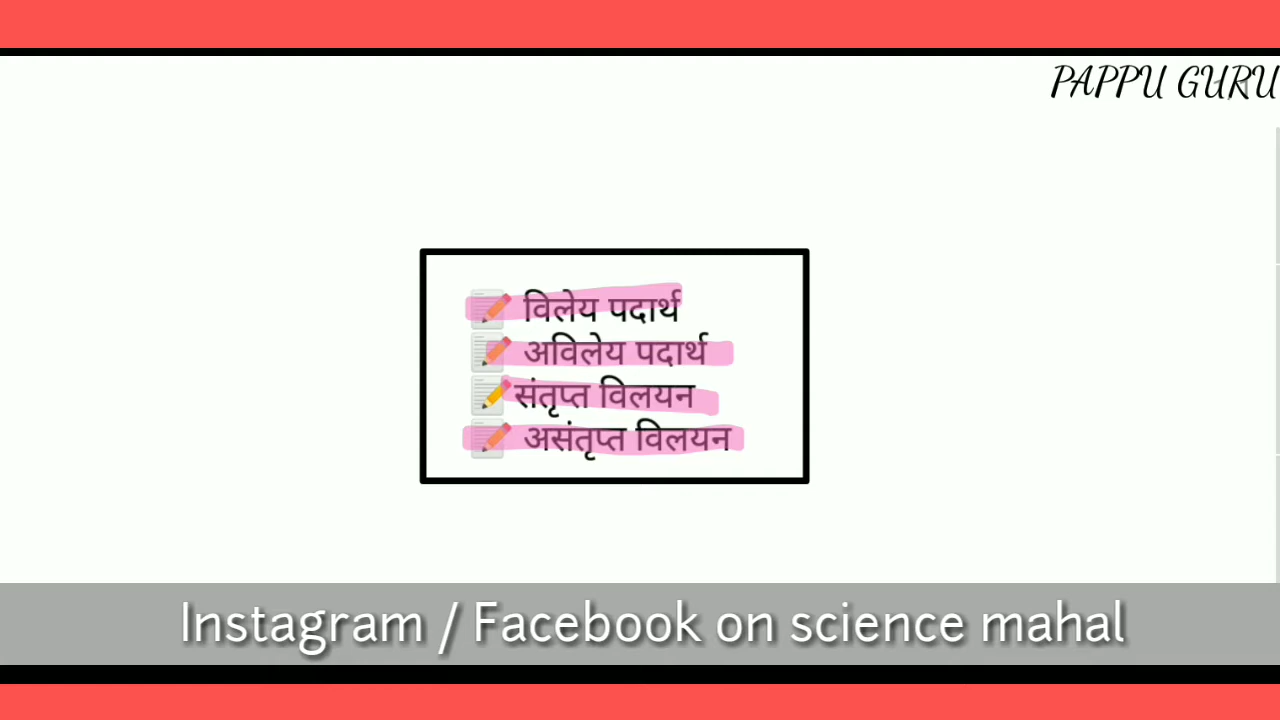 PAPPU GURU
📝 विलेय पदार्थ
📝 अविलेय पदार्थ
📝संतृप्त विलयन
📝 असंतृप्त विलयन
Instagram / Facebook on science mahal